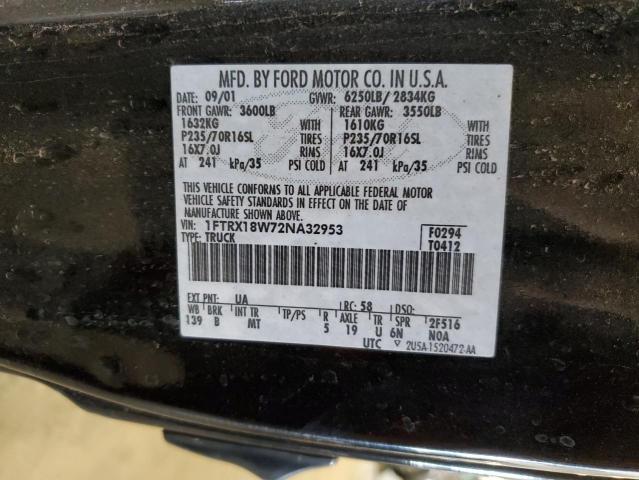 MFD. BY FORD MOTOR CO. IN U.S.A.
DATE: 09/01 GVWR: 6250LB/ 2834KG
FRONT GAWR: 3600LB REAR GAWR: 3550LB
1632KG WITH 1610KG WITH
P235/70R16SL TIRES P235/70R16SL TIRES
16X7.0J RIMS 16X7.0J RIMS
AT 241 kPa/35 PSI COLD AT 241 kPa/35 PSI COLD
THIS VEHICLE CONFORMS TO ALL APPLICABLE FEDERAL MOTOR
VEHICLE SAFETY STANDARDS IN EFFECT ON THE DATE OF
MANUFACTURE SHOWN ABOVE.
VIN: 1FTRX18W72NA32953 F0294
TYPE: TRUCK T0412
EXT PNT: UA RC: 58 DSO:
WB BRK INT TR TP/PS R AXLE TR SPR 2F516
139 B MT 5 19 U 6N NOA
UTC ▽ 2U5A-1520472-AA